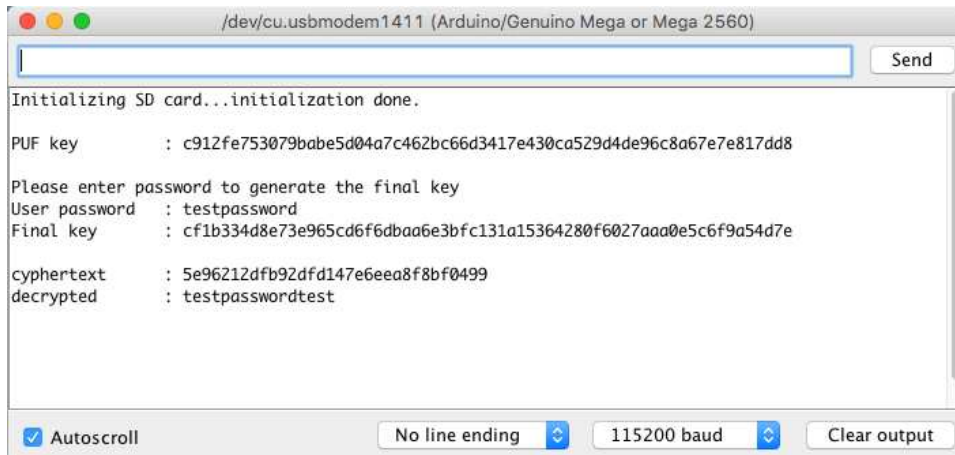 /dev/cu.usbmodem1411 (Arduino/Genuino Mega or Mega 2560)
Send
Initializing SD card...initialization done.
PUF key : c912fe753079babe5d04a7c462bc66d3417e430ca529d4de96c8a67e7e817dd8
Please enter password to generate the final key
User password : testpassword
Final key : cf1b334d8e73e965cd6f6dbaa6e3bfc131a15364280f6027aaa0e5c6f9a54d7e
cyphertext : 5e96212dfb92dfd147e6eea8f8bf0499
decrypted : testpasswordtest
Autoscroll No line ending 115200 baud Clear output